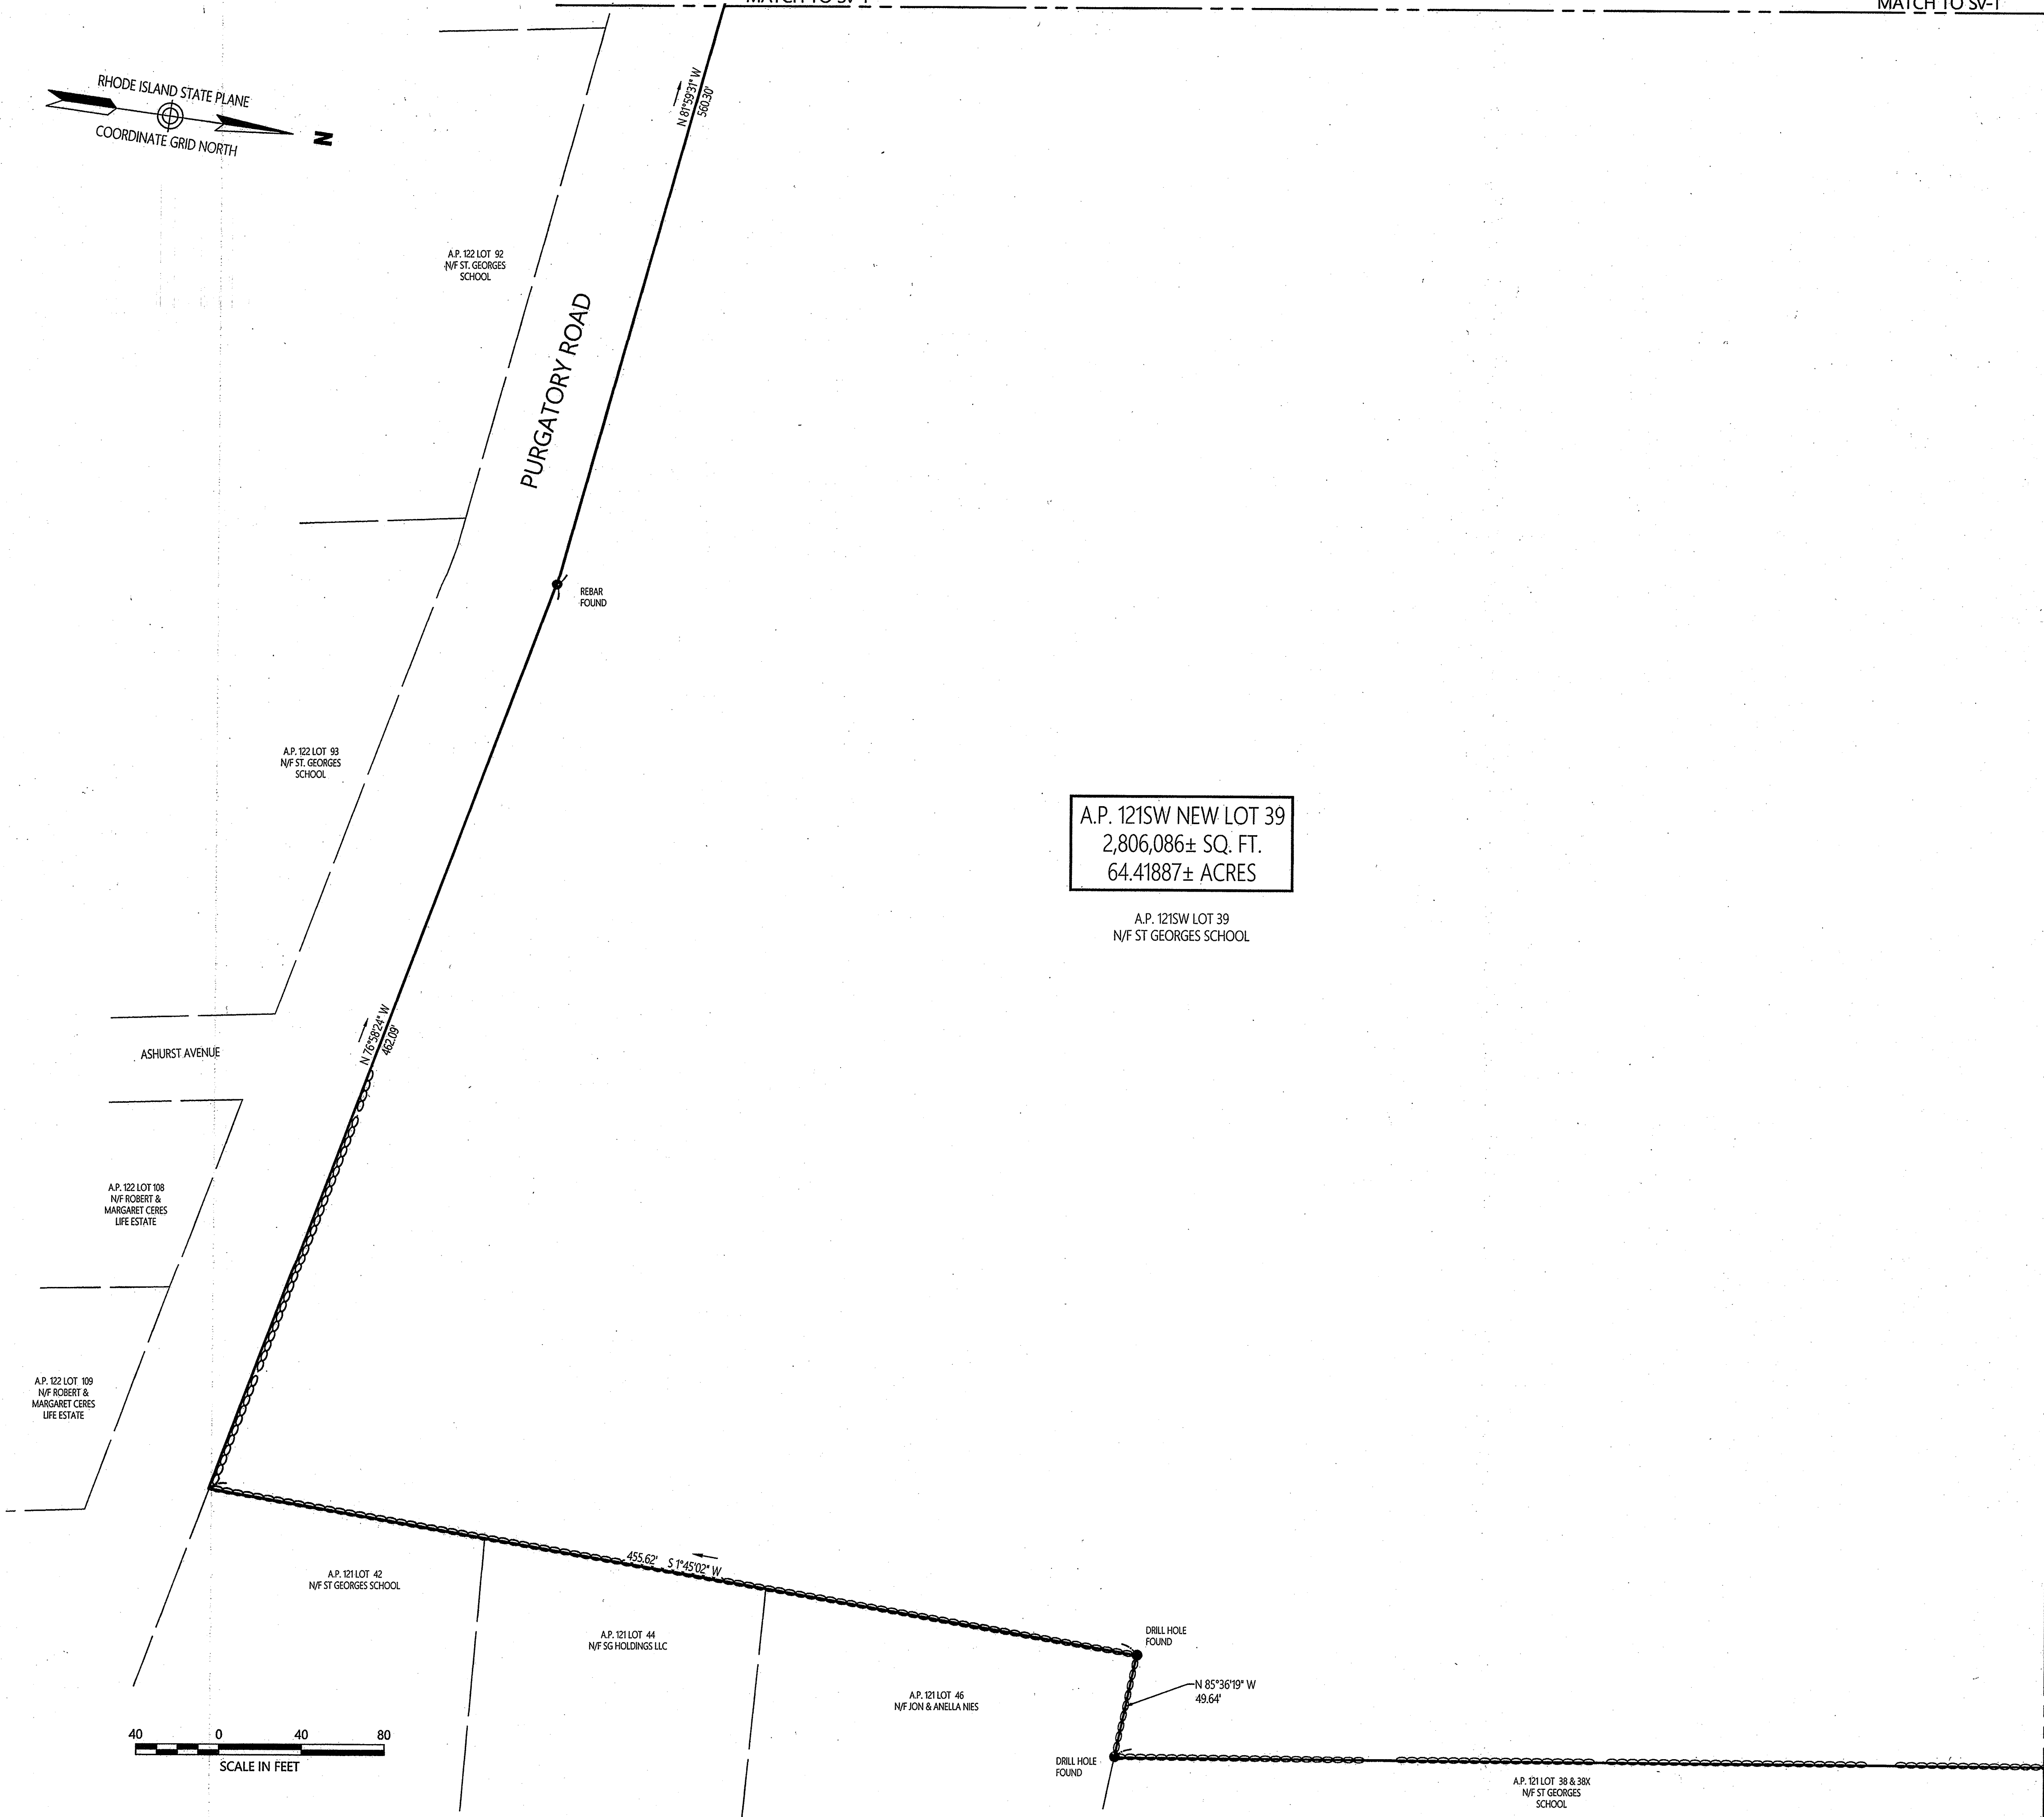 MATCH TO SV-1
MATCH TO SV-1
RHODE ISLAND STATE PLANE
COORDINATE GRID NORTH
N
N 81°59'31" W
560.30'
A.P. 122 LOT 92
N/F ST. GEORGES
SCHOOL
PURGATORY ROAD
REBAR
FOUND
A.P. 122 LOT 93
N/F ST. GEORGES
SCHOOL
A.P. 121SW NEW LOT 39
2,806,086± SQ. FT.
64.41887± ACRES
A.P. 121SW LOT 39
N/F ST GEORGES SCHOOL
N 76°58'24" W
462.09'
ASHURST AVENUE
A.P. 122 LOT 108
N/F ROBERT &
MARGARET CERES
LIFE ESTATE
A.P. 122 LOT 109
N/F ROBERT &
MARGARET CERES
LIFE ESTATE
455.62' S 1°45'02" W
A.P. 121 LOT 42
N/F ST GEORGES SCHOOL
A.P. 121 LOT 44
N/F SG HOLDINGS LLC
DRILL HOLE
FOUND
N 85°36'19" W
49.64'
A.P. 121 LOT 46
N/F JON & ANELLA NIES
40 0 40 80
SCALE IN FEET
DRILL HOLE
FOUND
A.P. 121 LOT 38 & 38X
N/F ST GEORGES
SCHOOL